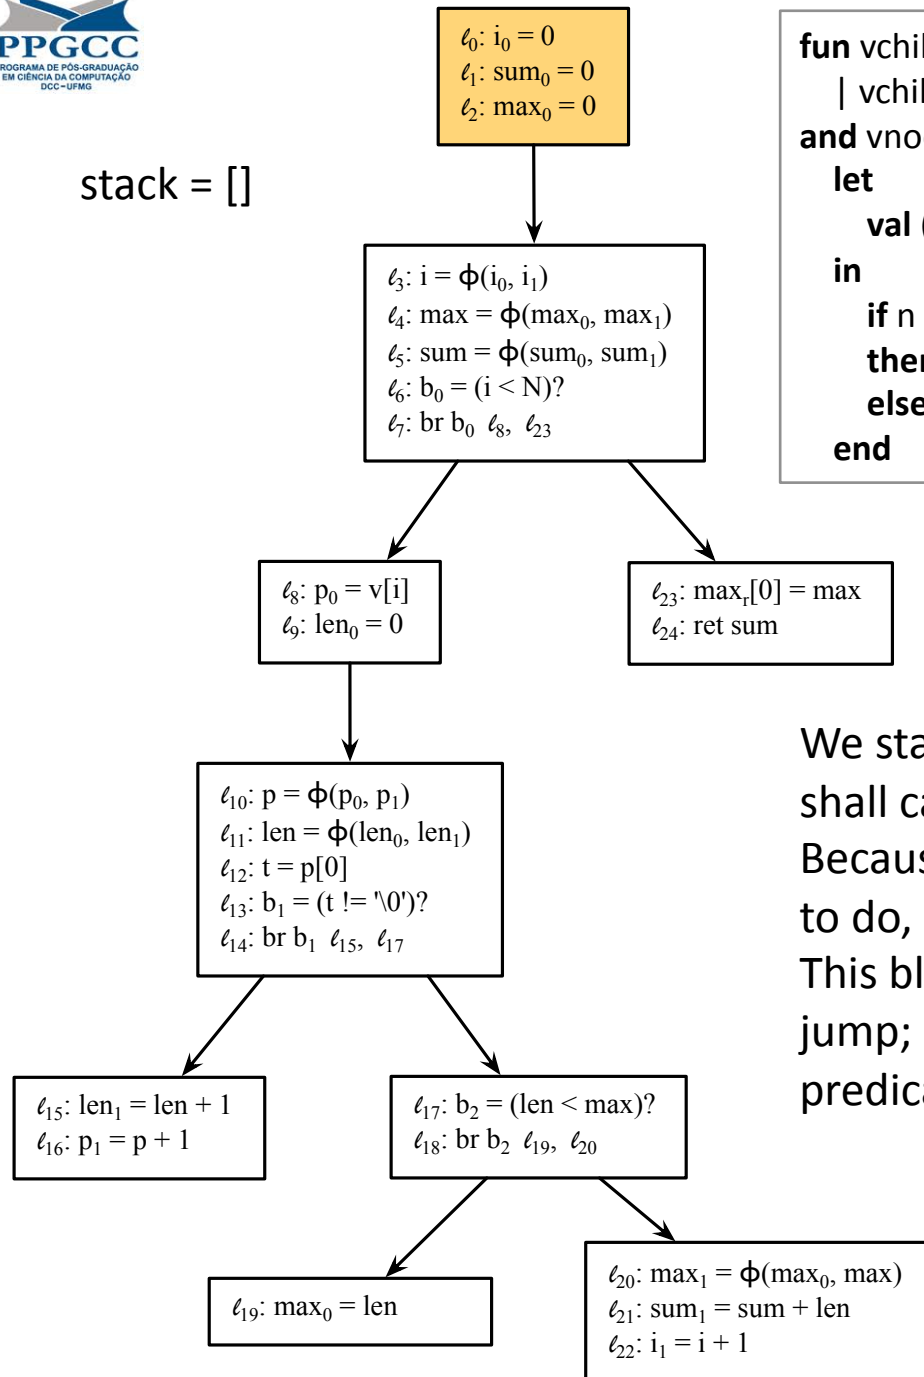 PPGCC
PROGRAMA DE PÓS-GRADUAÇÃO
EM CIÊNCIA DA COMPUTAÇÃO
DCC-UFMG
stack = []
ℓ₀: i₀ = 0
ℓ₁: sum₀ = 0
ℓ₂: max₀ = 0
fun vchil
| vchil
and vno
let
val (
in
if n
then
else
end
ℓ₃: i = ϕ(i₀, i₁)
ℓ₄: max = ϕ(max₀, max₁)
ℓ₅: sum = ϕ(sum₀, sum₁)
ℓ₆: b₀ = (i < N)?
ℓ₇: br b₀ ℓ₈, ℓ₂₃
ℓ₈: p₀ = v[i]
ℓ₉: len₀ = 0
ℓ₂₃: maxᵣ[0] = max
ℓ₂₄: ret sum
We sta
shall ca
Becaus
to do,
This bl
jump;
predica
ℓ₁₀: p = ϕ(p₀, p₁)
ℓ₁₁: len = ϕ(len₀, len₁)
ℓ₁₂: t = p[0]
ℓ₁₃: b₁ = (t != '\0')?
ℓ₁₄: br b₁ ℓ₁₅, ℓ₁₇
ℓ₁₅: len₁ = len + 1
ℓ₁₆: p₁ = p + 1
ℓ₁₇: b₂ = (len < max)?
ℓ₁₈: br b₂ ℓ₁₉, ℓ₂₀
ℓ₁₉: max₀ = len
ℓ₂₀: max₁ = ϕ(max₀, max)
ℓ₂₁: sum₁ = sum + len
ℓ₂₂: i₁ = i + 1